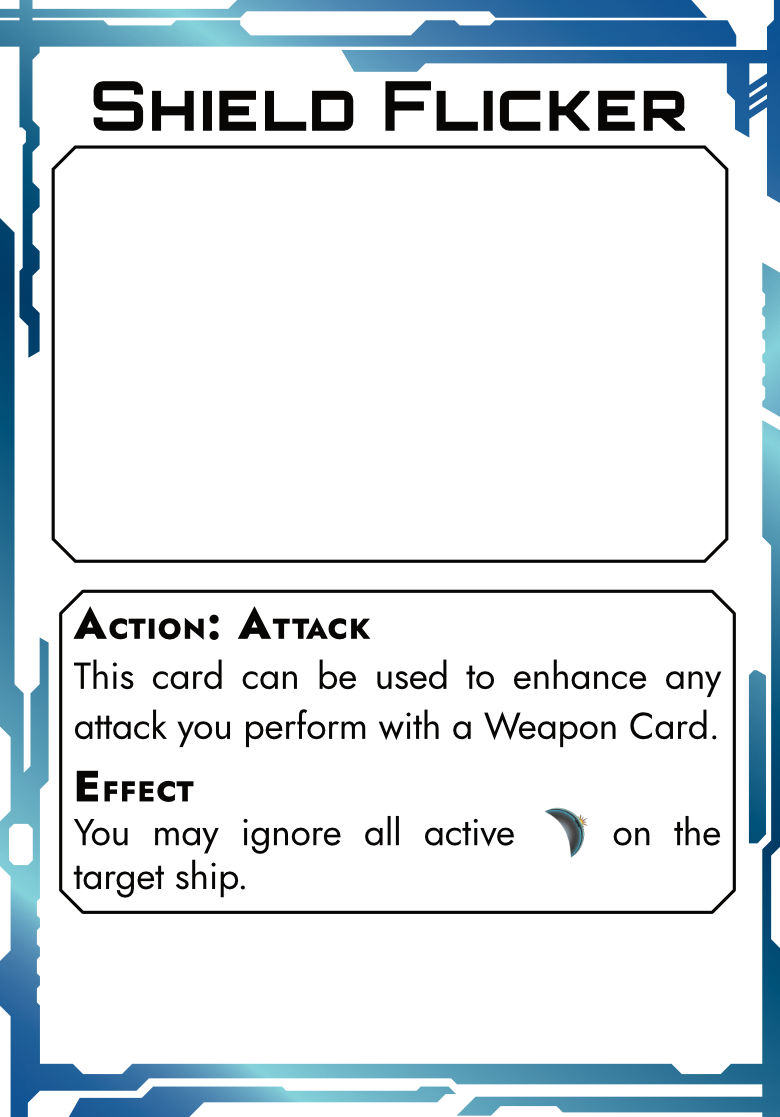 Shield Flicker
Action: Attack
This card can be used to enhance any
attack you perform with a Weapon Card.
Effect
You may ignore all active on the
target ship.